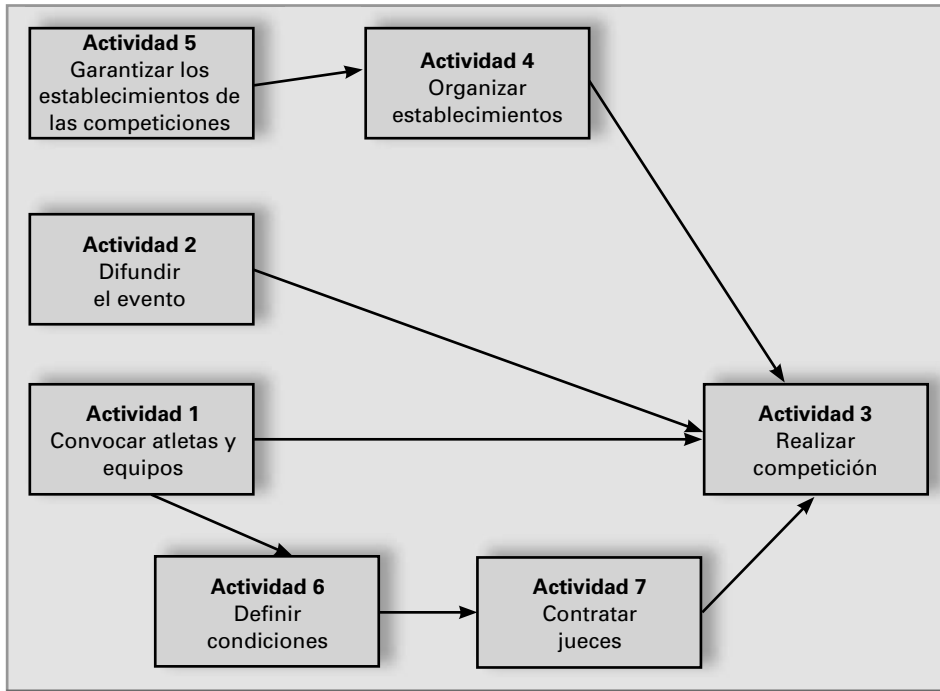 Actividad 5
Garantizar los
establecimientos de
las competiciones
Actividad 4
Organizar
establecimientos
Actividad 2
Difundir
el evento
Actividad 1
Convocar atletas y
equipos
Actividad 3
Realizar
competición
Actividad 6
Definir
condiciones
Actividad 7
Contratar
jueces